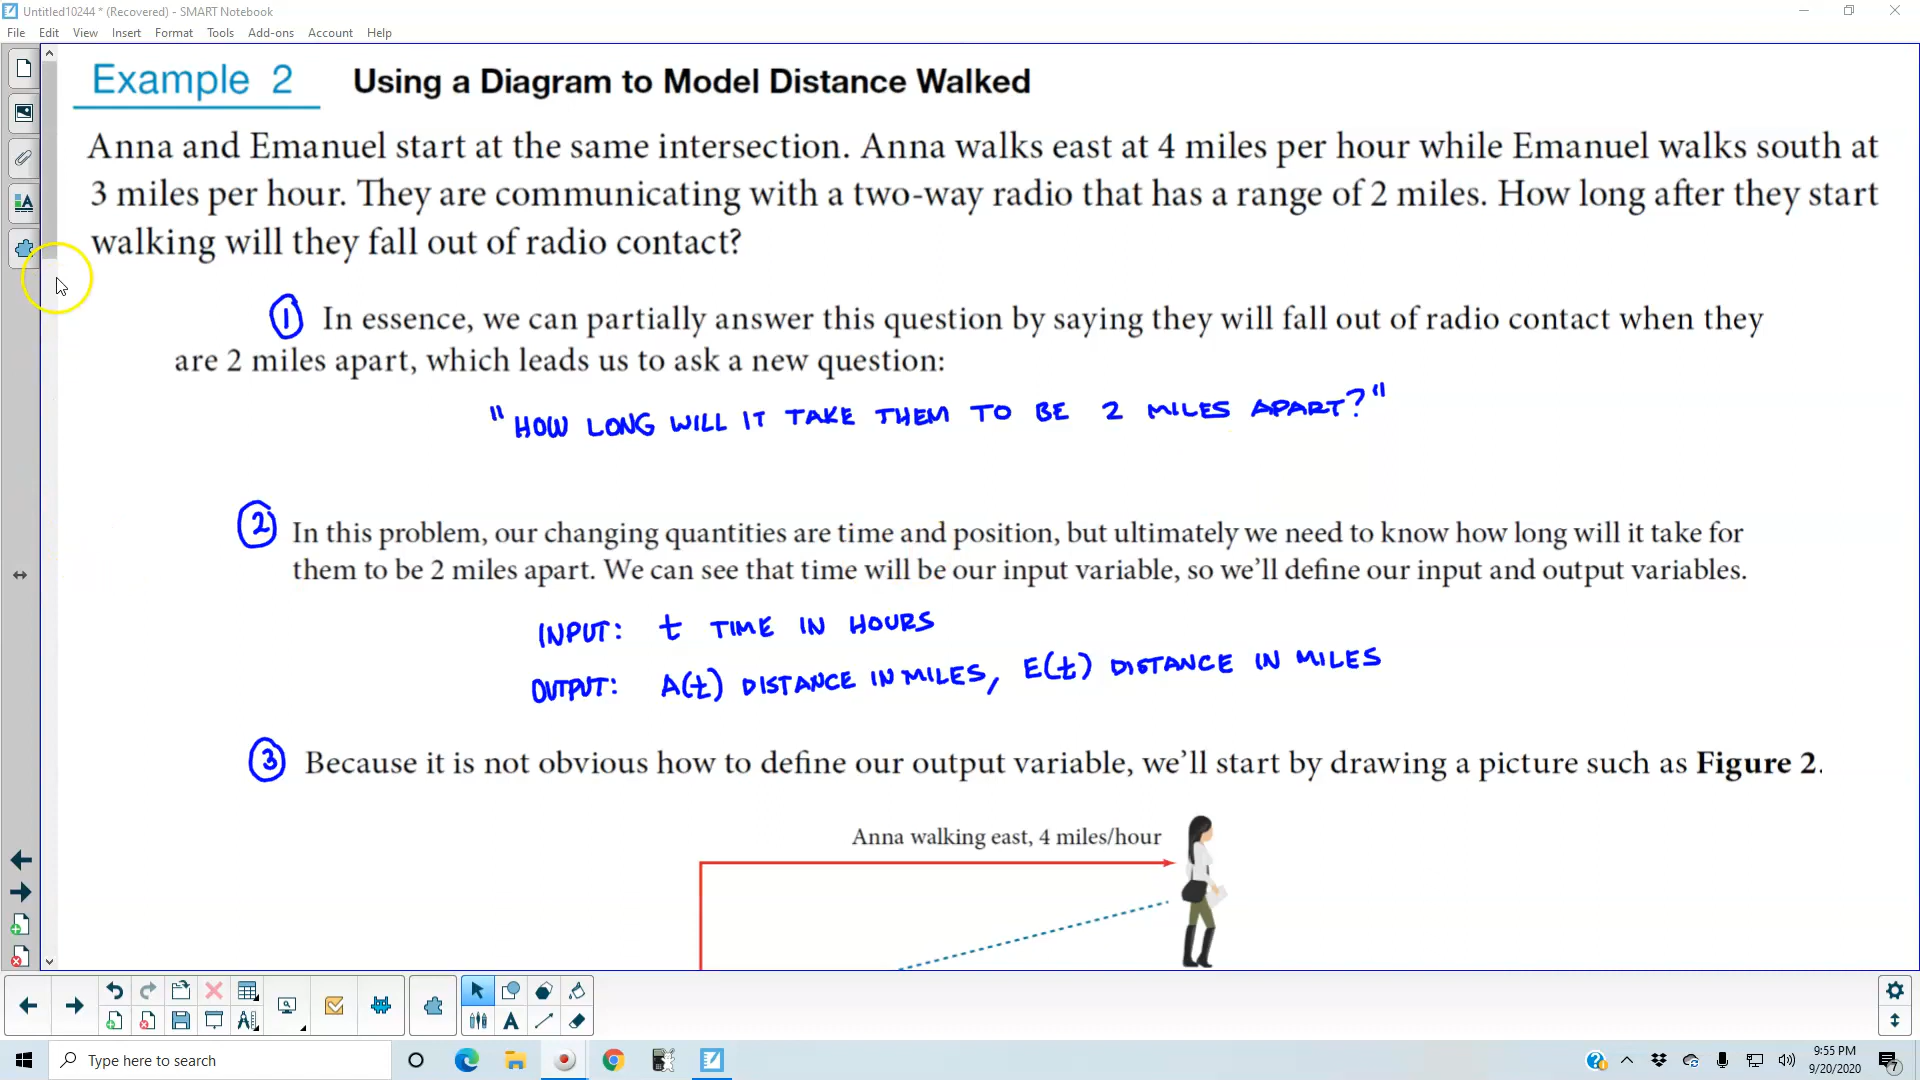 Untitled10244 * (Recovered) - SMART Notebook
File Edit View Insert Format Tools Add-ons Account Help
Example 2 Using a Diagram to Model Distance Walked
Anna and Emanuel start at the same intersection. Anna walks east at 4 miles per hour while Emanuel walks south at
3 miles per hour. They are communicating with a two-way radio that has a range of 2 miles. How long after they start
walking will they fall out of radio contact?
1 In essence, we can partially answer this question by saying they will fall out of radio contact when they
are 2 miles apart, which leads us to ask a new question:
"HOW LONG WILL IT TAKE THEM TO BE 2 MILES APART?"
2 In this problem, our changing quantities are time and position, but ultimately we need to know how long will it take for
them to be 2 miles apart. We can see that time will be our input variable, so we'll define our input and output variables.
INPUT: t TIME IN HOURS
OUTPUT: A(t) DISTANCE IN MILES, E(t) DISTANCE IN MILES
3 Because it is not obvious how to define our output variable, we'll start by drawing a picture such as Figure 2.
Anna walking east, 4 miles/hour
Type here to search
9:55 PM
9/20/2020
7